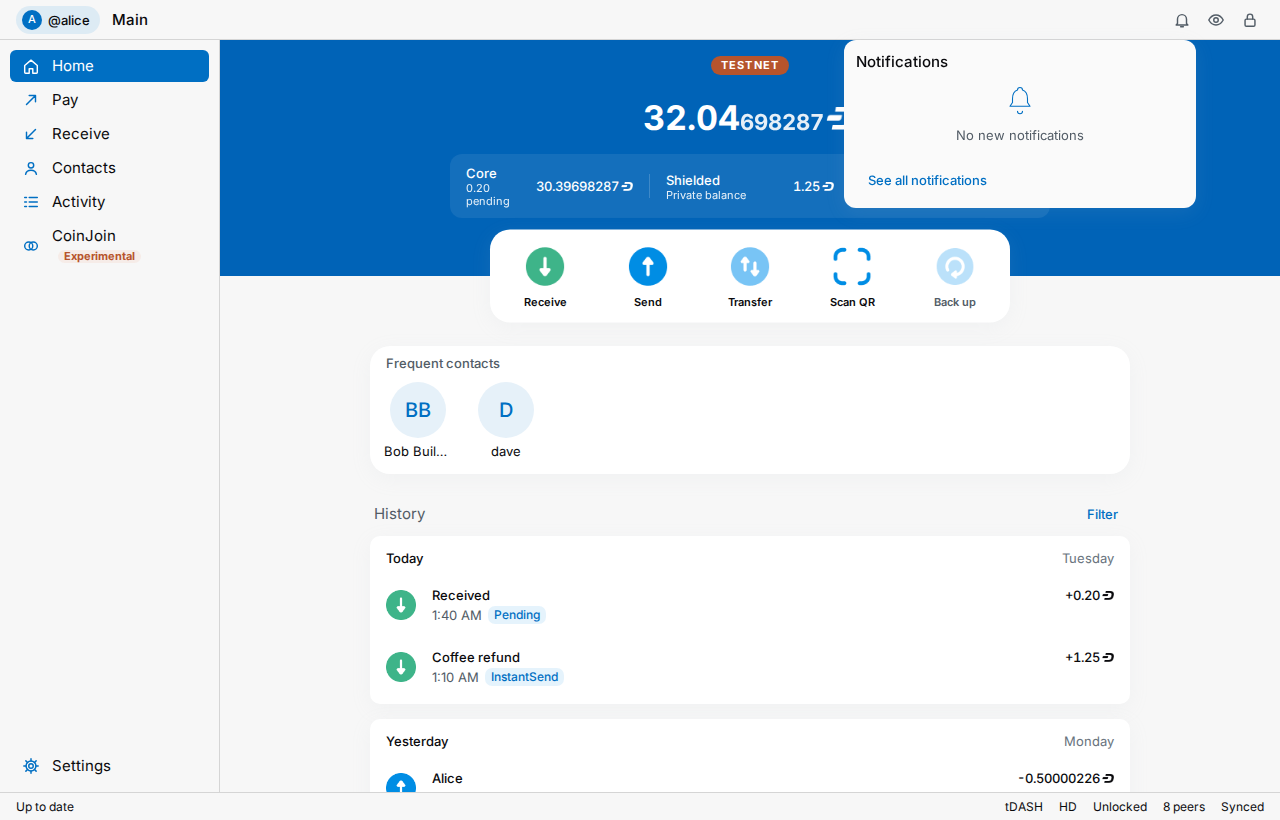 A @alice Main
Home
Pay
Receive
Contacts
Activity
CoinJoin
Experimental
Settings
TESTNET
32.04698287
Core
0.20 pending
30.39698287
Shielded
Private balance
1.25
Notifications
No new notifications
See all notifications
Receive Send Transfer Scan QR Back up
Frequent contacts
BB D
Bob Buil... dave
History Filter
Today Tuesday
Received +0.20
1:40 AM Pending
Coffee refund +1.25
1:10 AM InstantSend
Yesterday Monday
Alice -0.50000226
Up to date tDASH HD Unlocked 8 peers Synced